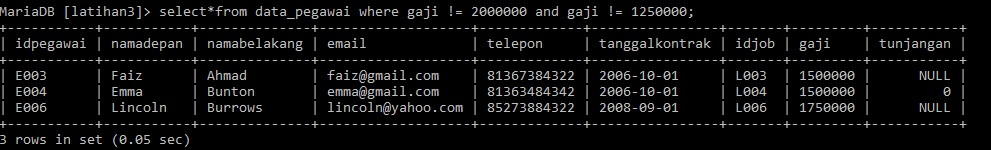 MariaDB [latihan3]> select*from data_pegawai where gaji != 2000000 and gaji != 1250000;
+-----------+-----------+--------------+-------------------+-------------+----------------+-------+---------+-----------+
| idpegawai | namadepan | namabelakang | email             | telepon     | tanggalkontrak | idjob | gaji    | tunjangan |
+-----------+-----------+--------------+-------------------+-------------+----------------+-------+---------+-----------+
| E003      | Faiz      | Ahmad        | faiz@gmail.com    | 81367384322 | 2006-10-01     | L003  | 1500000 |      NULL |
| E004      | Emma      | Bunton       | emma@gmail.com    | 81363484342 | 2006-10-01     | L004  | 1500000 |         0 |
| E006      | Lincoln   | Burrows      | lincoln@yahoo.com | 85273884322 | 2008-09-01     | L006  | 1750000 |      NULL |
+-----------+-----------+--------------+-------------------+-------------+----------------+-------+---------+-----------+
3 rows in set (0.05 sec)